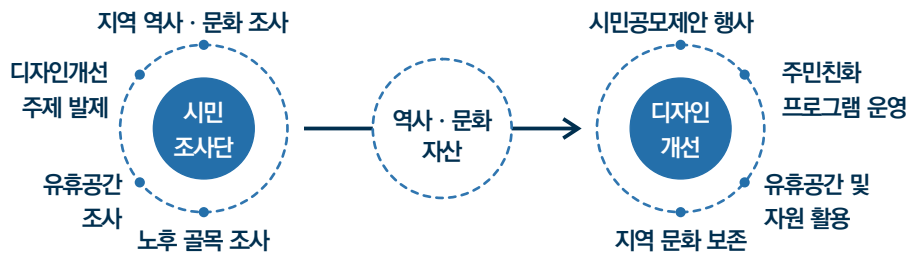 지역 역사 · 문화 조사
디자인개선
주제 발제
시민
조사단
유휴공간
조사
노후 골목 조사
역사 · 문화
자산
시민공모제안 행사
디자인
개선
주민친화
프로그램 운영
유휴공간 및
자원 활용
지역 문화 보존